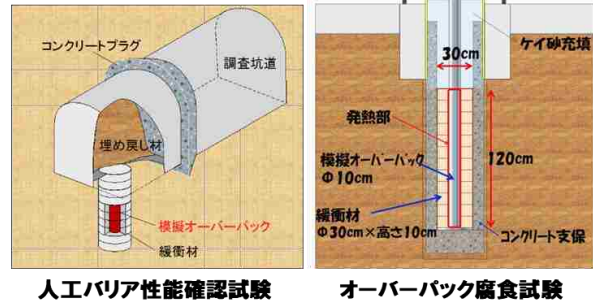 コンクリートプラグ
調査坑道
埋め戻し材
模擬オーバーパック
緩衝材
人工バリア性能確認試験
ケイ砂充填
30cm
発熱部
模擬オーバーパック
Φ10cm
120cm
緩衝材
Φ30cm×高さ10cm
コンクリート支保
オーバーパック腐食試験